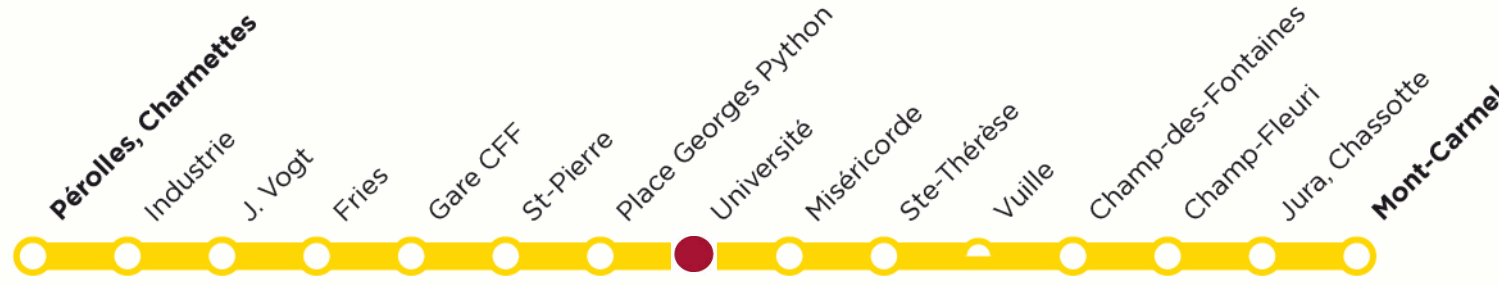 Pérolles, Charmettes
Industrie
J. Vogt
Fries
Gare CFF
St-Pierre
Place Georges Python
Université
Miséricorde
Ste-Thérèse
Vuille
Champ-des-Fontaines
Champ-Fleuri
Jura, Chassotte
Mont-Carmel